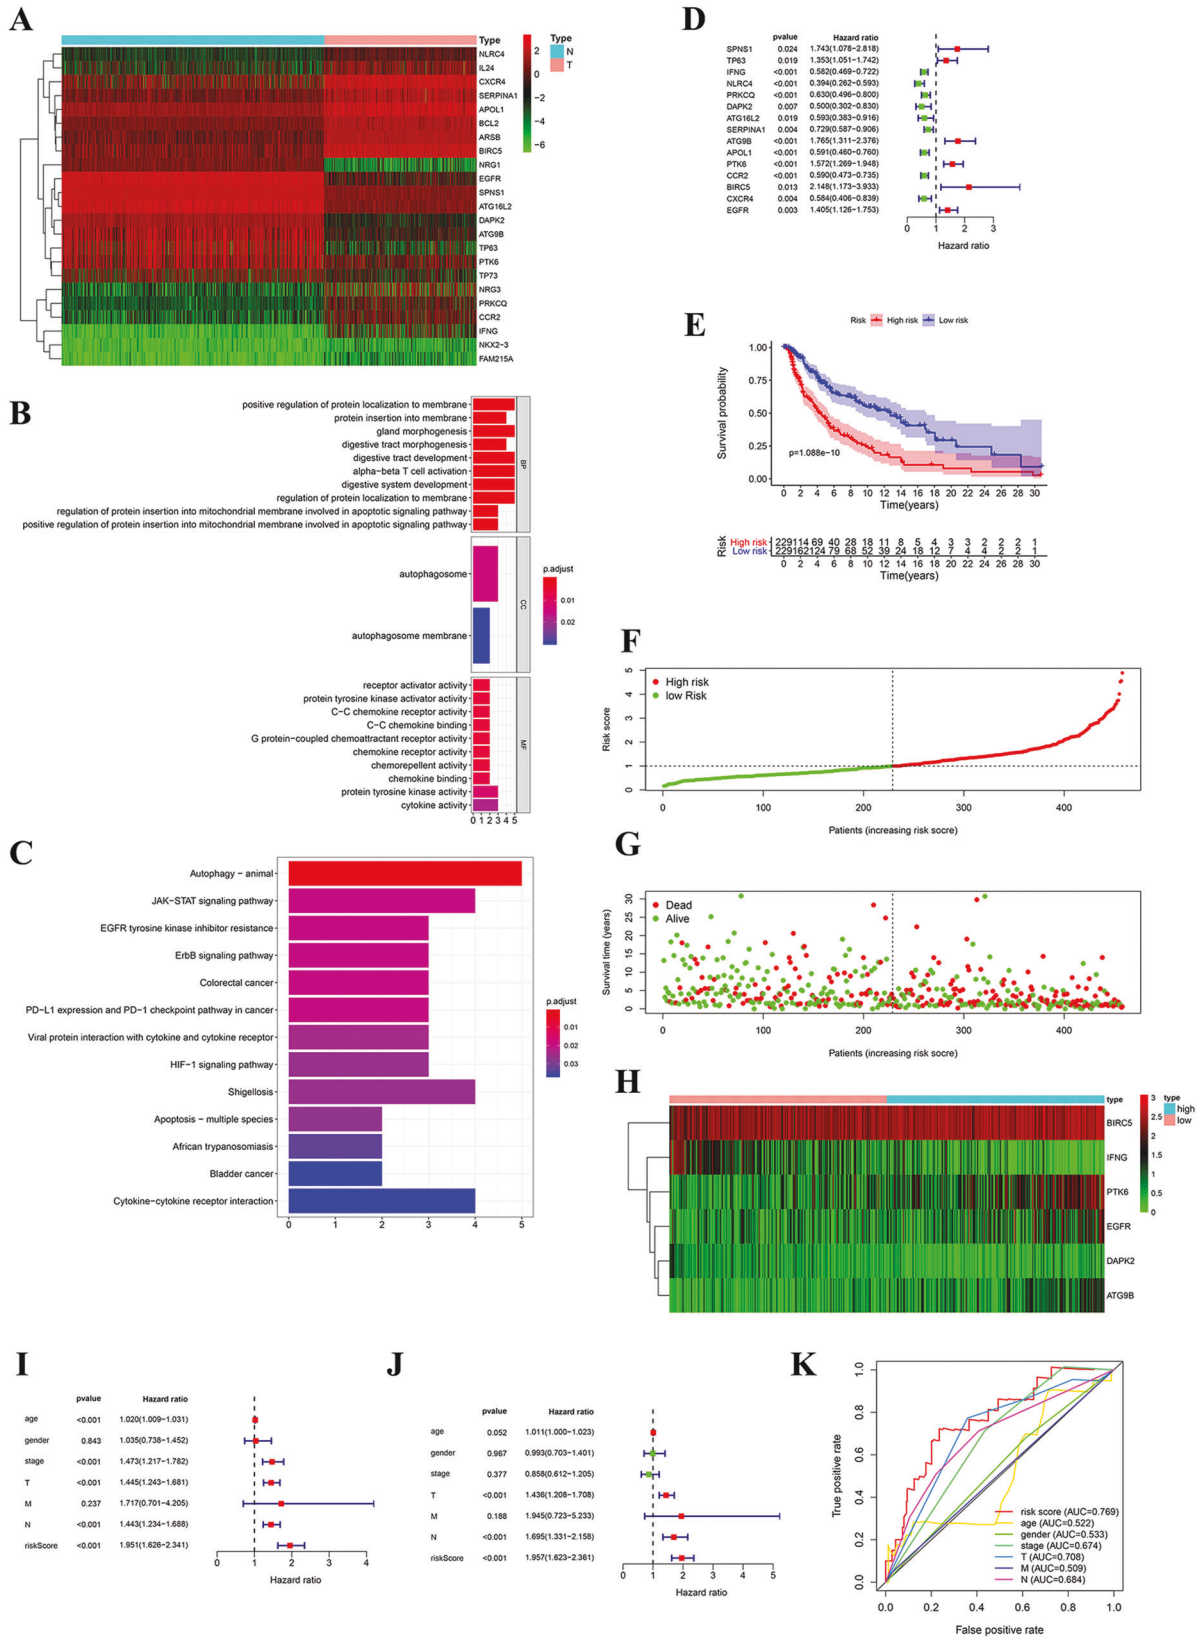 A
Type
N
T
2
0
−2
−4
−6
NLRC4
IL24
CXCR4
SERPINA1
APOL1
BCL2
ARSB
BIRC5
NRG1
EGFR
SPNS1
ATG16L2
DAPK2
ATG9B
TP63
PTK6
TP73
NRG3
PRKCQ
CCR2
IFNG
NKX2−3
FAM215A
B
positive regulation of protein localization to membrane
protein insertion into membrane
gland morphogenesis
digestive tract morphogenesis
digestive tract development
alpha−beta T cell activation
digestive system development
regulation of protein localization to membrane
regulation of protein insertion into mitochondrial membrane involved in apoptotic signaling pathway
positive regulation of protein insertion into mitochondrial membrane involved in apoptotic signaling pathway
BP
autophagosome
autophagosome membrane
CC
p.adjust
0.01
0.02
receptor activator activity
protein tyrosine kinase activator activity
C−C chemokine receptor activity
C−C chemokine binding
G protein−coupled chemoattractant receptor activity
chemokine receptor activity
chemorepellent activity
chemokine binding
protein tyrosine kinase activity
cytokine activity
MF
0 1 2 3 4 5
C
Autophagy − animal
JAK−STAT signaling pathway
EGFR tyrosine kinase inhibitor resistance
ErbB signaling pathway
Colorectal cancer
PD−L1 expression and PD−1 checkpoint pathway in cancer
Viral protein interaction with cytokine and cytokine receptor
HIF−1 signaling pathway
Shigellosis
Apoptosis − multiple species
African trypanosomiasis
Bladder cancer
Cytokine−cytokine receptor interaction
0 1 2 3 4 5
p.adjust
0.01
0.02
0.03
D
pvalue Hazard ratio
SPNS1 0.024 1.743(1.078−2.818)
TP63 0.019 1.353(1.051−1.742)
IFNG <0.001 0.582(0.469−0.722)
NLRC4 <0.001 0.394(0.262−0.593)
PRKCQ <0.001 0.630(0.496−0.800)
DAPK2 0.007 0.500(0.302−0.830)
ATG16L2 0.019 0.593(0.383−0.916)
SERPINA1 0.004 0.729(0.587−0.906)
ATG9B <0.001 1.765(1.311−2.376)
APOL1 <0.001 0.591(0.460−0.760)
PTK6 <0.001 1.572(1.269−1.948)
CCR2 <0.001 0.590(0.473−0.735)
BIRC5 0.013 2.148(1.173−3.933)
CXCR4 0.004 0.584(0.406−0.839)
EGFR 0.003 1.405(1.126−1.753)
0 1 2 3
Hazard ratio
E
Risk High risk Low risk
Survival probability
1.00
0.75
0.50
0.25
0.00
p=1.088e−10
0 2 4 6 8 10 12 14 16 18 20 22 24 26 28 30
Time(years)
Risk
High risk 229 114 69 40 28 18 11 8 5 4 3 3 2 2 2 1
Low risk 229 162 124 79 68 52 39 24 18 12 7 4 4 2 2 1
0 2 4 6 8 10 12 14 16 18 20 22 24 26 28 30
Time(years)
F
High risk
low Risk
Risk score
0 1 2 3 4 5
0 100 200 300 400
Patients (increasing risk socre)
G
Dead
Alive
Survival time (years)
0 5 10 15 20 25 30
0 100 200 300 400
Patients (increasing risk socre)
H
type
BIRC5
IFNG
PTK6
EGFR
DAPK2
ATG9B
3
2.5
2
1.5
1
0.5
0
type
high
low
I
pvalue Hazard ratio
age <0.001 1.020(1.009−1.031)
gender 0.843 1.035(0.738−1.452)
stage <0.001 1.473(1.217−1.782)
T <0.001 1.445(1.243−1.681)
M 0.237 1.717(0.701−4.205)
N <0.001 1.443(1.234−1.688)
riskScore <0.001 1.951(1.626−2.341)
0 1 2 3 4
Hazard ratio
J
pvalue Hazard ratio
age 0.052 1.011(1.000−1.023)
gender 0.967 0.993(0.703−1.401)
stage 0.377 0.858(0.612−1.205)
T <0.001 1.436(1.208−1.708)
M 0.188 1.945(0.723−5.233)
N <0.001 1.695(1.331−2.158)
riskScore <0.001 1.957(1.623−2.361)
0 1 2 3 4 5
Hazard ratio
K
True positive rate
0.0 0.2 0.4 0.6 0.8 1.0
risk score (AUC=0.769)
age (AUC=0.522)
gender (AUC=0.533)
stage (AUC=0.674)
T (AUC=0.708)
M (AUC=0.509)
N (AUC=0.684)
0.0 0.2 0.4 0.6 0.8 1.0
False positive rate